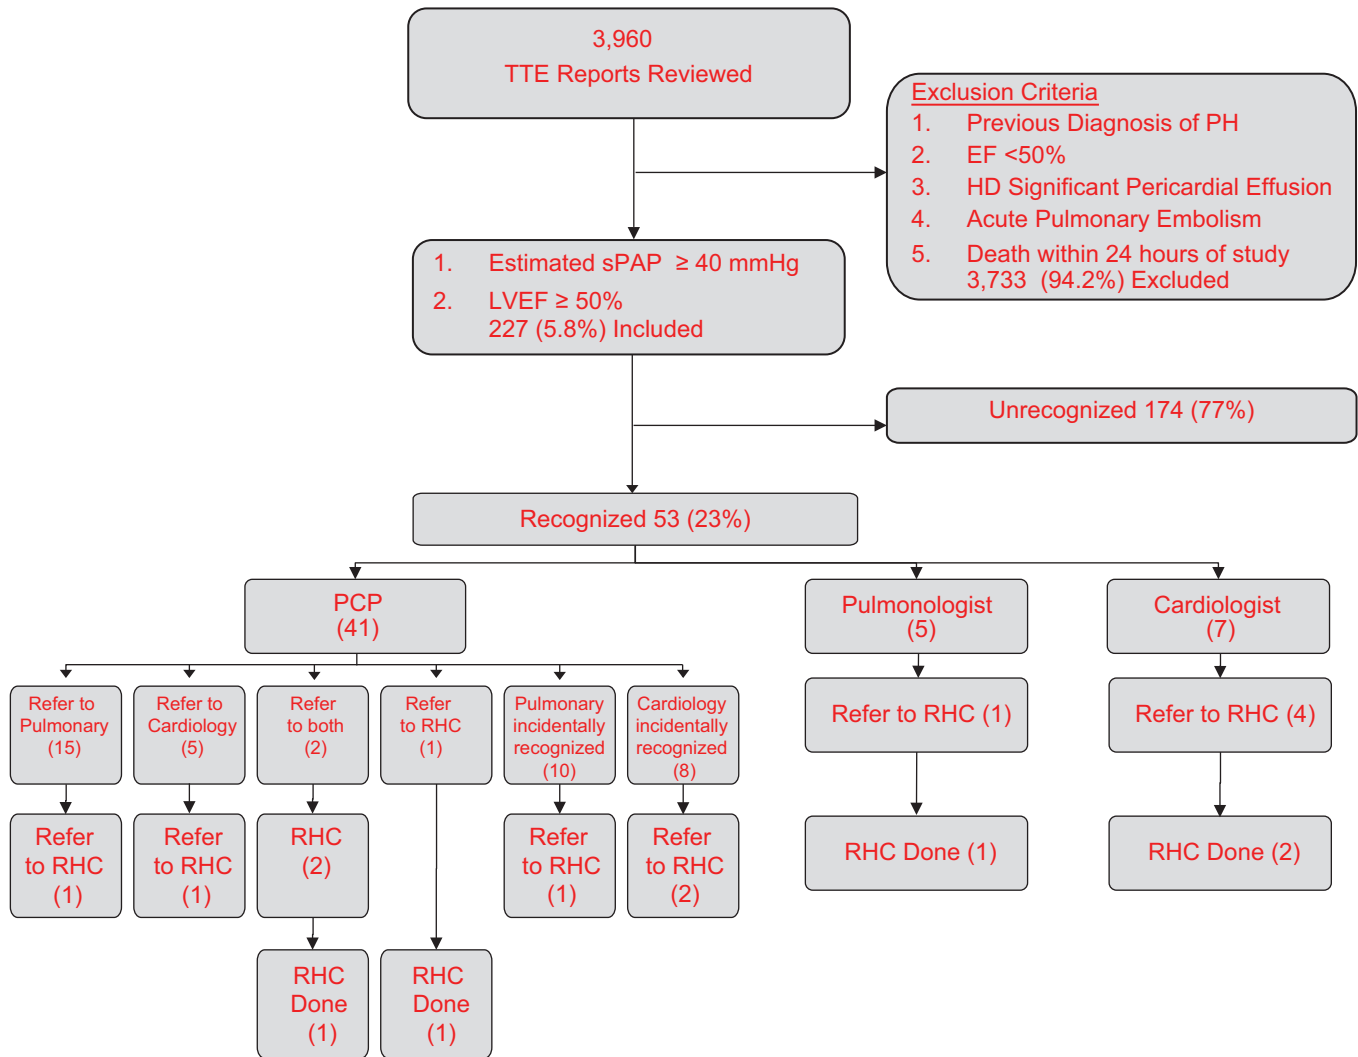 3,960
TTE Reports Reviewed
Exclusion Criteria
1. Previous Diagnosis of PH
2. EF <50%
3. HD Significant Pericardial Effusion
4. Acute Pulmonary Embolism
5. Death within 24 hours of study
3,733 (94.2%) Excluded
1. Estimated sPAP ≥ 40 mmHg
2. LVEF ≥ 50%
227 (5.8%) Included
Unrecognized 174 (77%)
Recognized 53 (23%)
PCP
(41)
Pulmonologist
(5)
Cardiologist
(7)
Refer to
Pulmonary
(15)
Refer to
Cardiology
(5)
Refer
to both
(2)
Refer
to RHC
(1)
Pulmonary
incidentally
recognized
(10)
Cardiology
incidentally
recognized
(8)
Refer to RHC (1)
Refer to RHC (4)
Refer
to RHC
(1)
Refer
to RHC
(1)
RHC
(2)
Refer
to RHC
(1)
Refer
to RHC
(2)
RHC Done (1)
RHC Done (2)
RHC
Done
(1)
RHC
Done
(1)